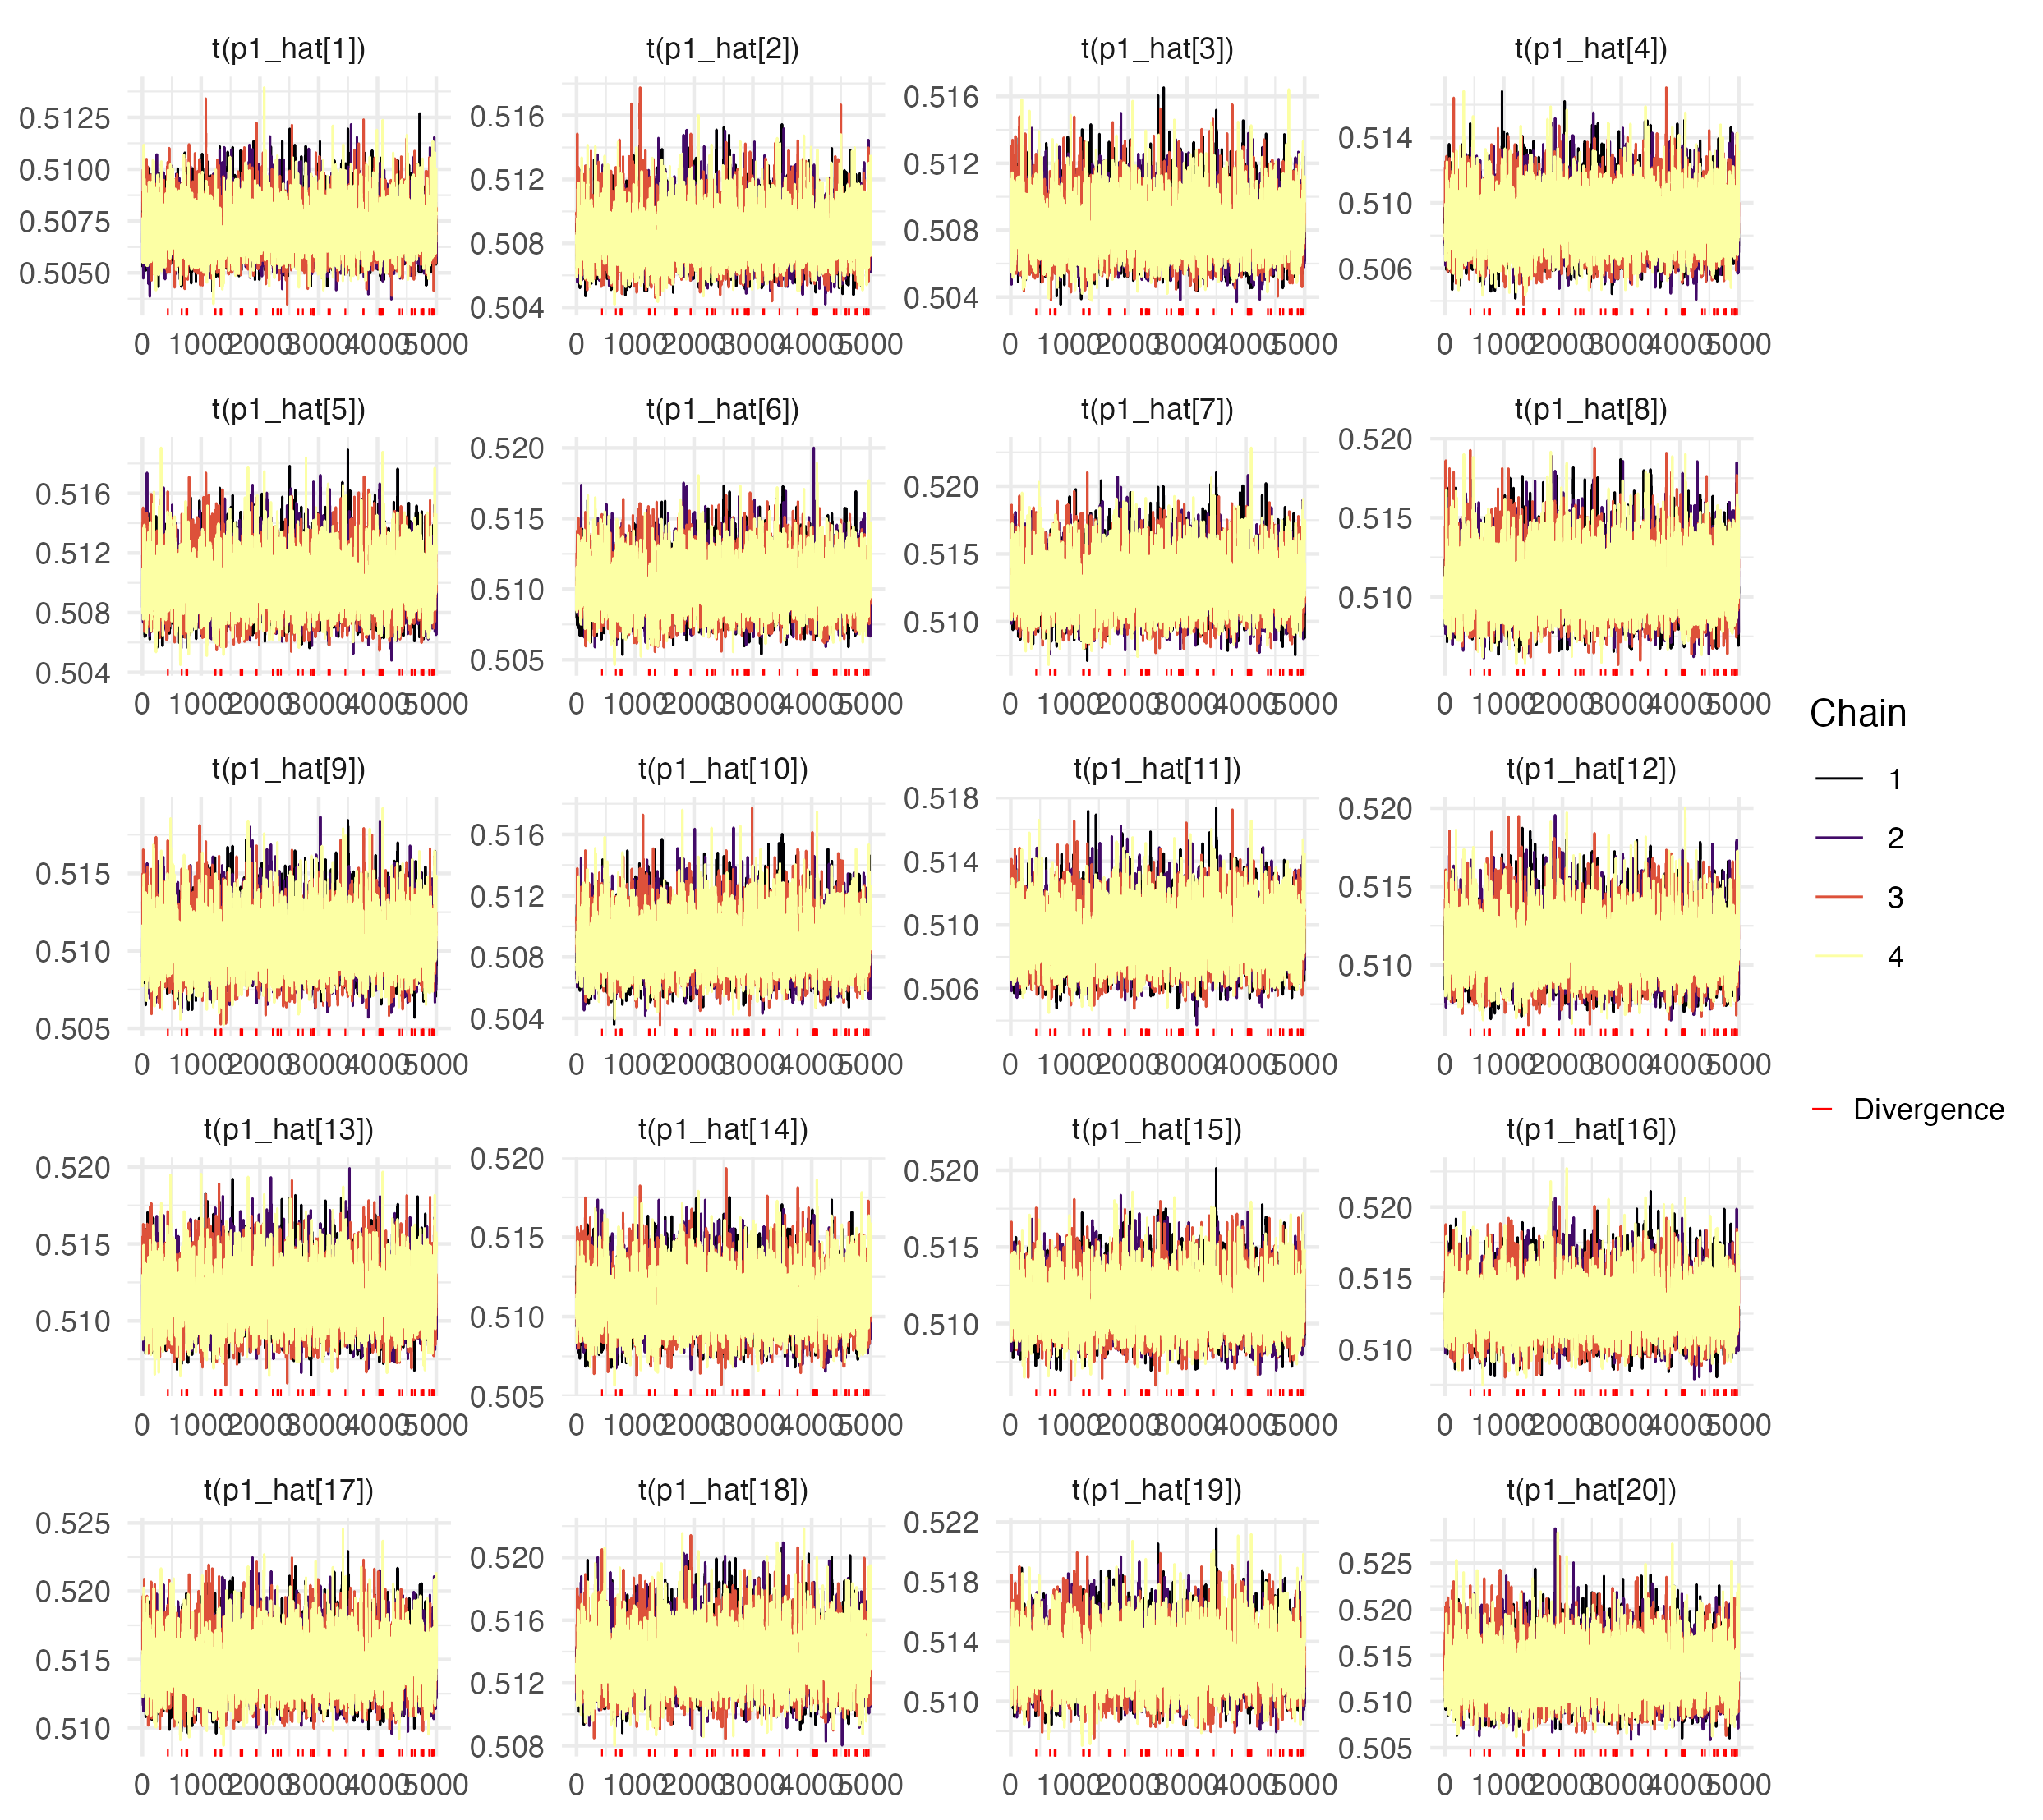 t(p1_hat[1]) t(p1_hat[2]) t(p1_hat[3]) t(p1_hat[4])
0.5125 0.5100 0.5075 0.5050
0.516 0.512 0.508 0.504
0.516 0.512 0.508 0.504
0.514 0.510 0.506
0 1000 2000 3000 4000 5000 0 1000 2000 3000 4000 5000 0 1000 2000 3000 4000 5000 0 1000 2000 3000 4000 5000
t(p1_hat[5]) t(p1_hat[6]) t(p1_hat[7]) t(p1_hat[8])
0.516 0.512 0.508 0.504
0.520 0.515 0.510 0.505
0.520 0.515 0.510
0.520 0.515 0.510
0 1000 2000 3000 4000 5000 0 1000 2000 3000 4000 5000 0 1000 2000 3000 4000 5000 0 1000 2000 3000 4000 5000
t(p1_hat[9]) t(p1_hat[10]) t(p1_hat[11]) t(p1_hat[12])
0.515 0.510 0.505
0.516 0.512 0.508 0.504
0.518 0.514 0.510 0.506
0.520 0.515 0.510
0 1000 2000 3000 4000 5000 0 1000 2000 3000 4000 5000 0 1000 2000 3000 4000 5000 0 1000 2000 3000 4000 5000
t(p1_hat[13]) t(p1_hat[14]) t(p1_hat[15]) t(p1_hat[16])
0.520 0.515 0.510
0.520 0.515 0.510 0.505
0.520 0.515 0.510
0.520 0.515 0.510
0 1000 2000 3000 4000 5000 0 1000 2000 3000 4000 5000 0 1000 2000 3000 4000 5000 0 1000 2000 3000 4000 5000
t(p1_hat[17]) t(p1_hat[18]) t(p1_hat[19]) t(p1_hat[20])
0.525 0.520 0.515 0.510
0.520 0.516 0.512 0.508
0.522 0.518 0.514 0.510
0.525 0.520 0.515 0.510 0.505
0 1000 2000 3000 4000 5000 0 1000 2000 3000 4000 5000 0 1000 2000 3000 4000 5000 0 1000 2000 3000 4000 5000
Chain
1
2
3
4
Divergence